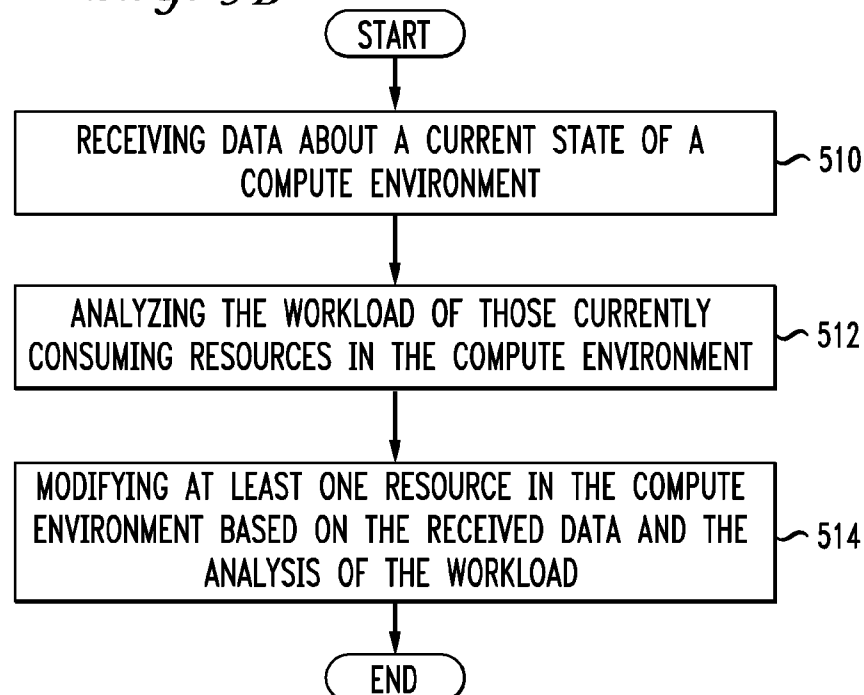 START
RECEIVING DATA ABOUT A CURRENT STATE OF A
COMPUTE ENVIRONMENT
510
ANALYZING THE WORKLOAD OF THOSE CURRENTLY
CONSUMING RESOURCES IN THE COMPUTE ENVIRONMENT
512
MODIFYING AT LEAST ONE RESOURCE IN THE COMPUTE
ENVIRONMENT BASED ON THE RECEIVED DATA AND THE
ANALYSIS OF THE WORKLOAD
514
END